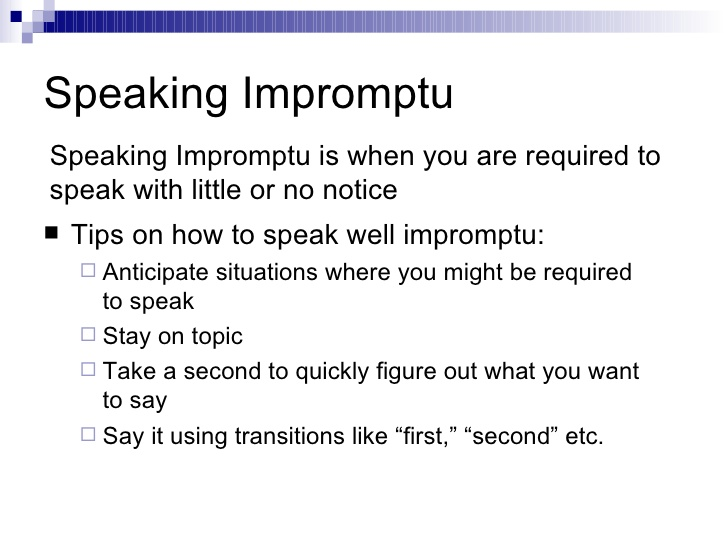 Speaking Impromptu
Speaking Impromptu is when you are required to
speak with little or no notice
Tips on how to speak well impromptu:
Anticipate situations where you might be required
to speak
Stay on topic
Take a second to quickly figure out what you want
to say
Say it using transitions like “first,” “second” etc.